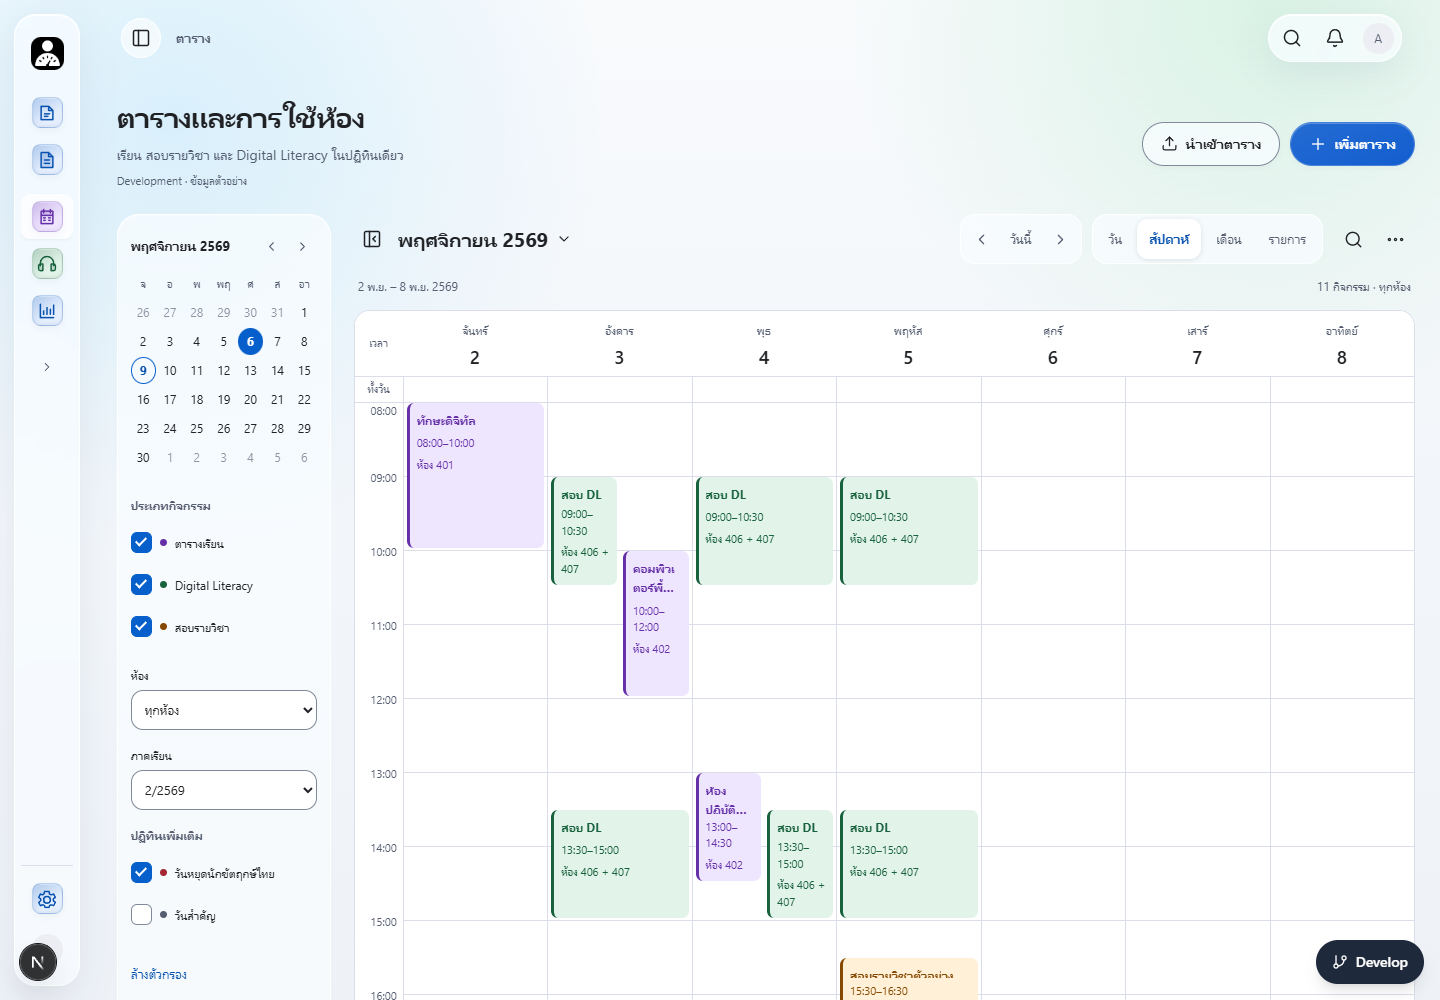 ตาราง
A
ตารางและการใช้ห้อง
เรียน สอบรายวิชา และ Digital Literacy ในปฏิทินเดียว
Development · ข้อมูลตัวอย่าง
นำเข้าตาราง
เพิ่มตาราง
พฤศจิกายน 2569
จ อ พ พฤ ศ ส อา
26 27 28 29 30 31 1
2 3 4 5 6 7 8
9 10 11 12 13 14 15
16 17 18 19 20 21 22
23 24 25 26 27 28 29
30 1 2 3 4 5 6
ประเภทกิจกรรม
ตารางเรียน
Digital Literacy
สอบรายวิชา
ห้อง
ทุกห้อง
ภาคเรียน
2/2569
ปฏิทินเพิ่มเติม
วันหยุดนักขัตฤกษ์ไทย
วันสำคัญ
ล้างตัวกรอง
พฤศจิกายน 2569
วันนี้
วัน
สัปดาห์
เดือน
รายการ
2 พ.ย. – 8 พ.ย. 2569
11 กิจกรรม · ทุกห้อง
เวลา
จันทร์
2
อังคาร
3
พุธ
4
พฤหัส
5
ศุกร์
6
เสาร์
7
อาทิตย์
8
ทั้งวัน
08:00
09:00
10:00
11:00
12:00
13:00
14:00
15:00
16:00
ทักษะดิจิทัล
08:00–10:00
ห้อง 401
สอบ DL
09:00–
10:30
ห้อง 406 +
407
คอมพิวเ
ตอร์พื้...
10:00–
12:00
ห้อง 402
สอบ DL
13:30–15:00
ห้อง 406 + 407
สอบ DL
09:00–10:30
ห้อง 406 + 407
ห้อง
ปฏิบัติ...
13:00–
14:30
ห้อง 402
สอบ DL
13:30–
15:00
ห้อง 406 +
407
สอบ DL
09:00–10:30
ห้อง 406 + 407
สอบ DL
13:30–15:00
ห้อง 406 + 407
สอบรายวิชาตัวอย่าง
15:30–16:30
N
Develop